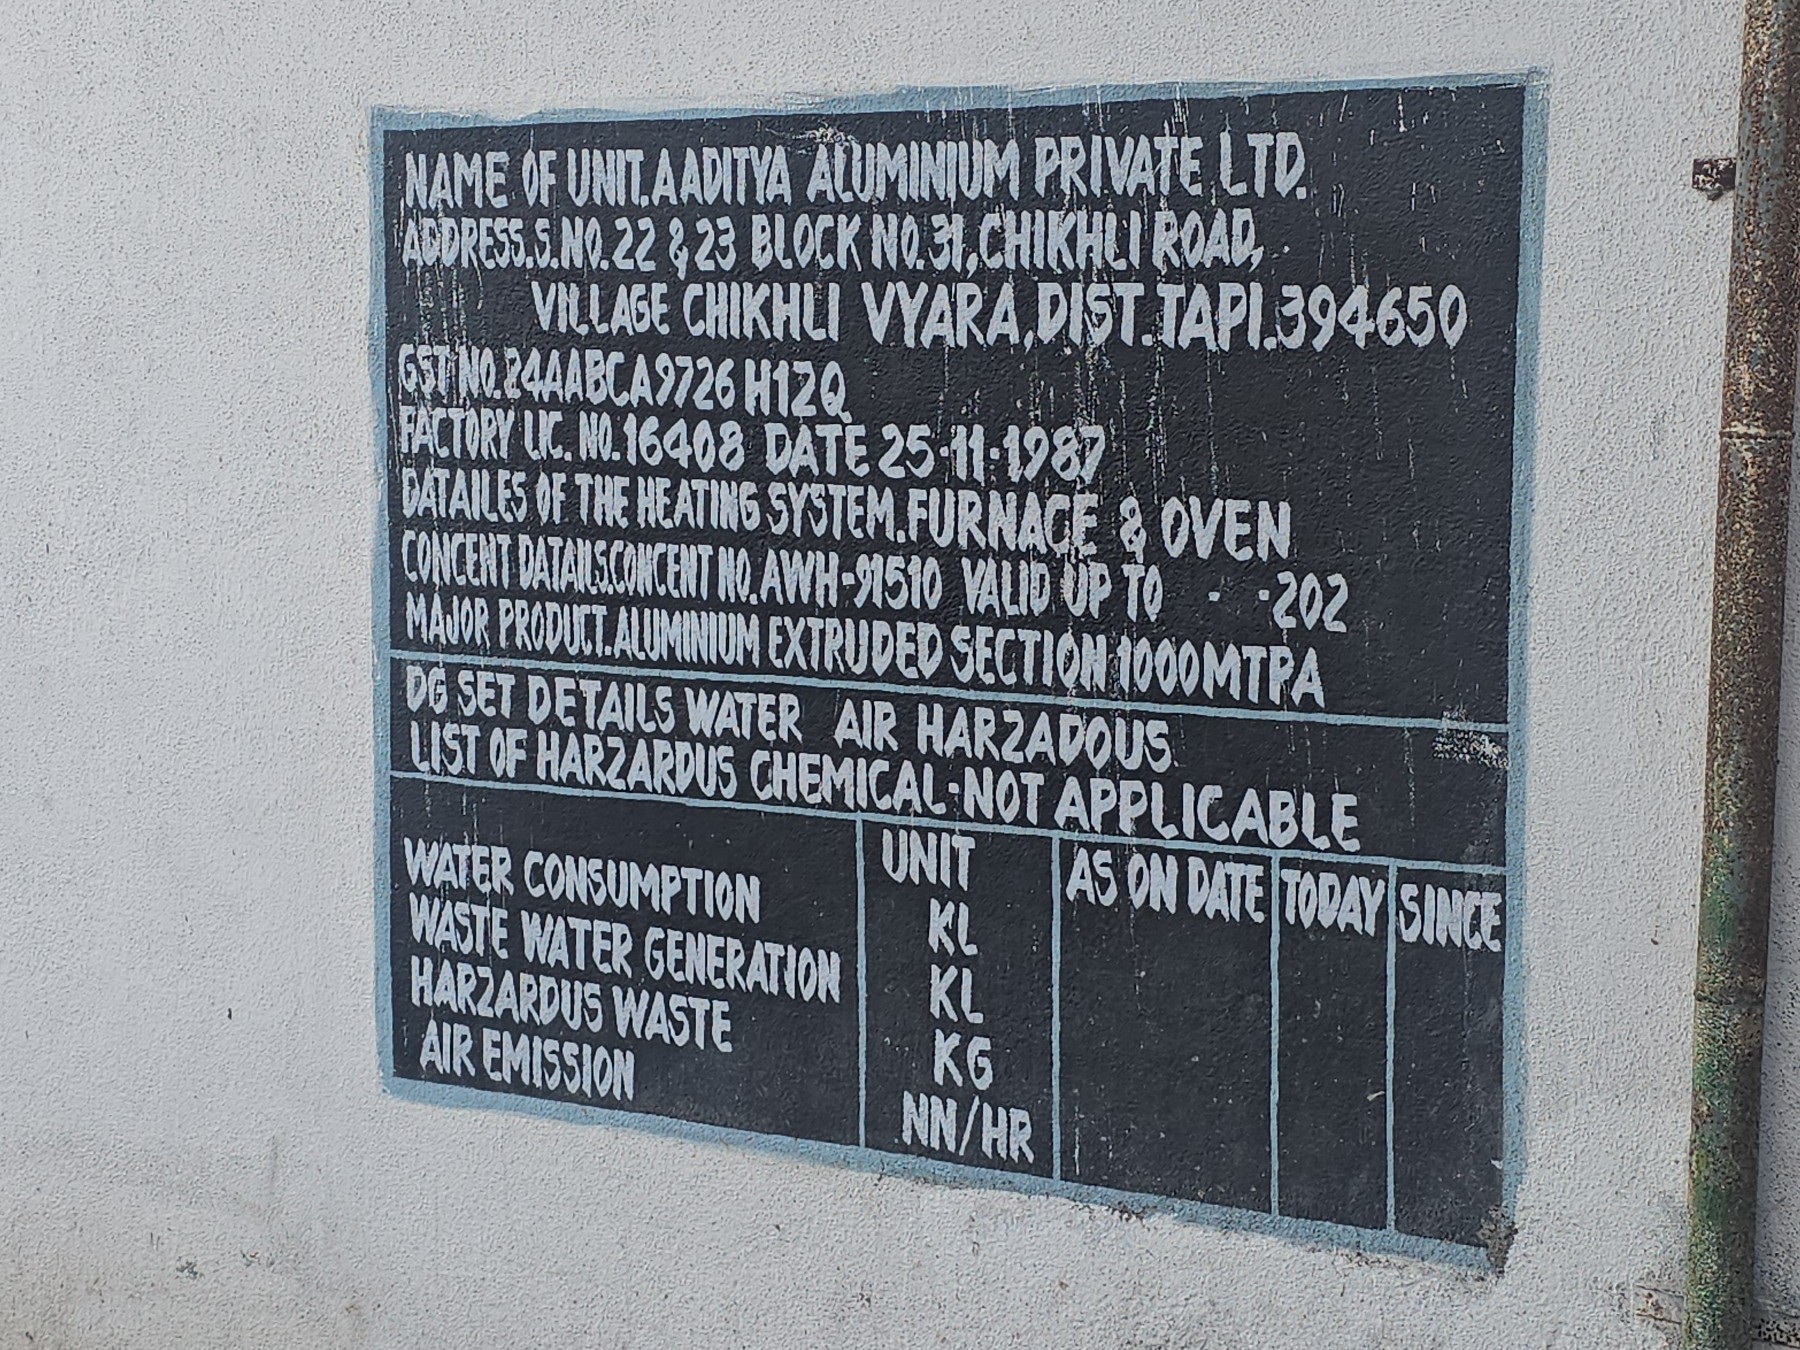 NAME OF UNIT.AADITYA ALUMINIUM PRIVATE LTD.
ADDRESS.S.NO.22 & 23 BLOCK NO.31,CHIKHLI ROAD,
VILLAGE CHIKHLI VYARA,DIST.TAPI.394650
GST NO.24AABCA9726H1ZQ
FACTORY LIC. NO.16408 DATE 25-11-1987
DATAILES OF THE HEATING SYSTEM.FURNACE & OVEN
CONCENT DATAILS.CONCENT NO.AWH-91510 VALID UP TO - -202
MAJOR PRODUCT.ALUMINIUM EXTRUDED SECTION 1000MTPA
DG SET DETAILS WATER AIR HARZADOUS.
LIST OF HARZARDUS CHEMICAL-NOT APPLICABLE
UNIT AS ON DATE TODAY SINCE
WATER CONSUMPTION KL
WASTE WATER GENERATION KL
HARZARDUS WASTE KG
AIR EMISSION NN/HR